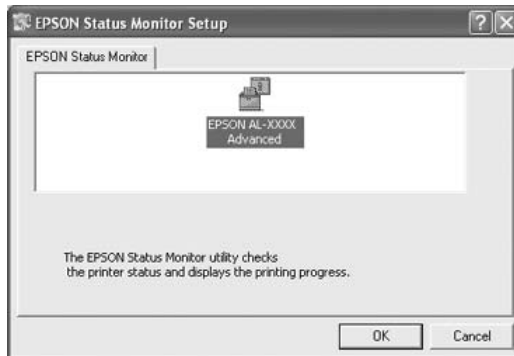 EPSON Status Monitor Setup
EPSON Status Monitor
EPSON AL-XXXX
Advanced
The EPSON Status Monitor utility checks
the printer status and displays the printing progress.
OK Cancel